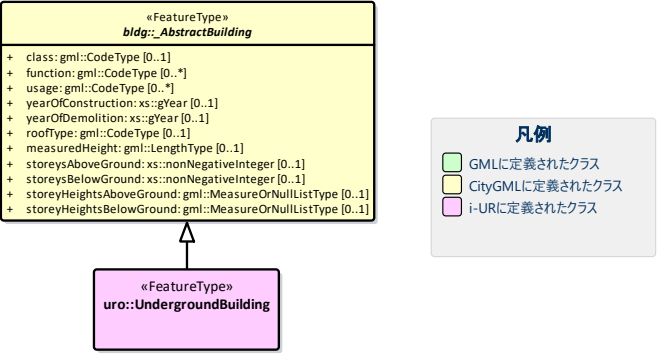 «FeatureType»
bldg::_AbstractBuilding
+ class: gml::CodeType [0..1]
+ function: gml::CodeType [0..*]
+ usage: gml::CodeType [0..*]
+ yearOfConstruction: xs::gYear [0..1]
+ yearOfDemolition: xs::gYear [0..1]
+ roofType: gml::CodeType [0..1]
+ measuredHeight: gml::LengthType [0..1]
+ storeysAboveGround: xs::nonNegativeInteger [0..1]
+ storeysBelowGround: xs::nonNegativeInteger [0..1]
+ storeyHeightsAboveGround: gml::MeasureOrNullListType [0..1]
+ storeyHeightsBelowGround: gml::MeasureOrNullListType [0..1]
«FeatureType»
uro::UndergroundBuilding
凡例
GMLに定義されたクラス
CityGMLに定義されたクラス
i-URに定義されたクラス